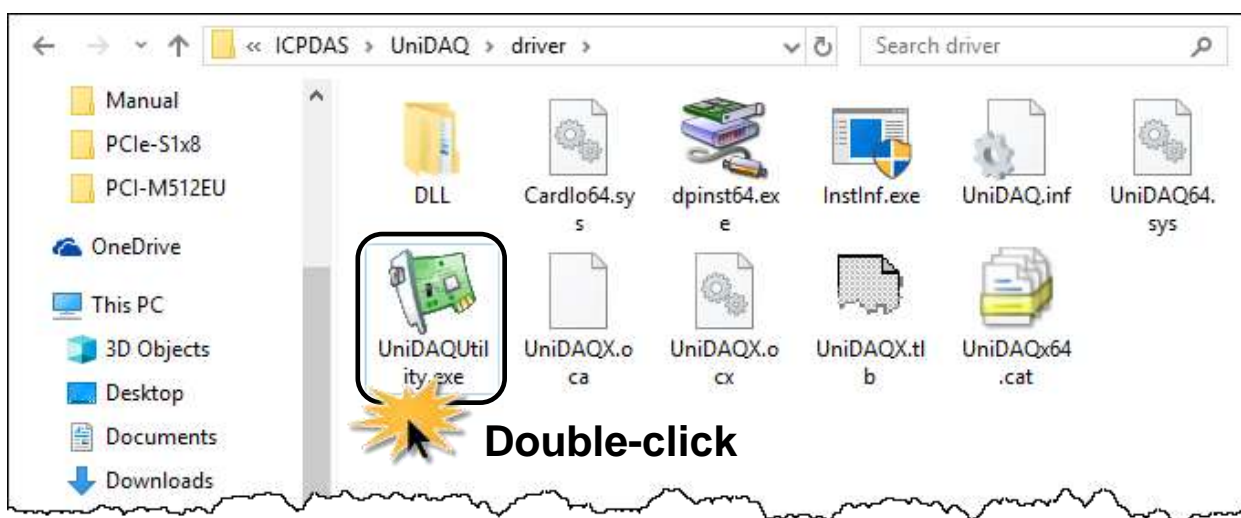 « ICPDAS > UniDAQ > driver >
Search driver
Manual
PCIe-S1x8
PCI-M512EU
OneDrive
This PC
3D Objects
Desktop
Documents
Downloads
DLL
CardIo64.sy
s
dpinst64.ex
e
InstInf.exe
UniDAQ.inf
UniDAQ64.
sys
UniDAQUtil
ity.exe
UniDAQX.o
ca
UniDAQX.o
cx
UniDAQX.tl
b
UniDAQx64
.cat
Double-click